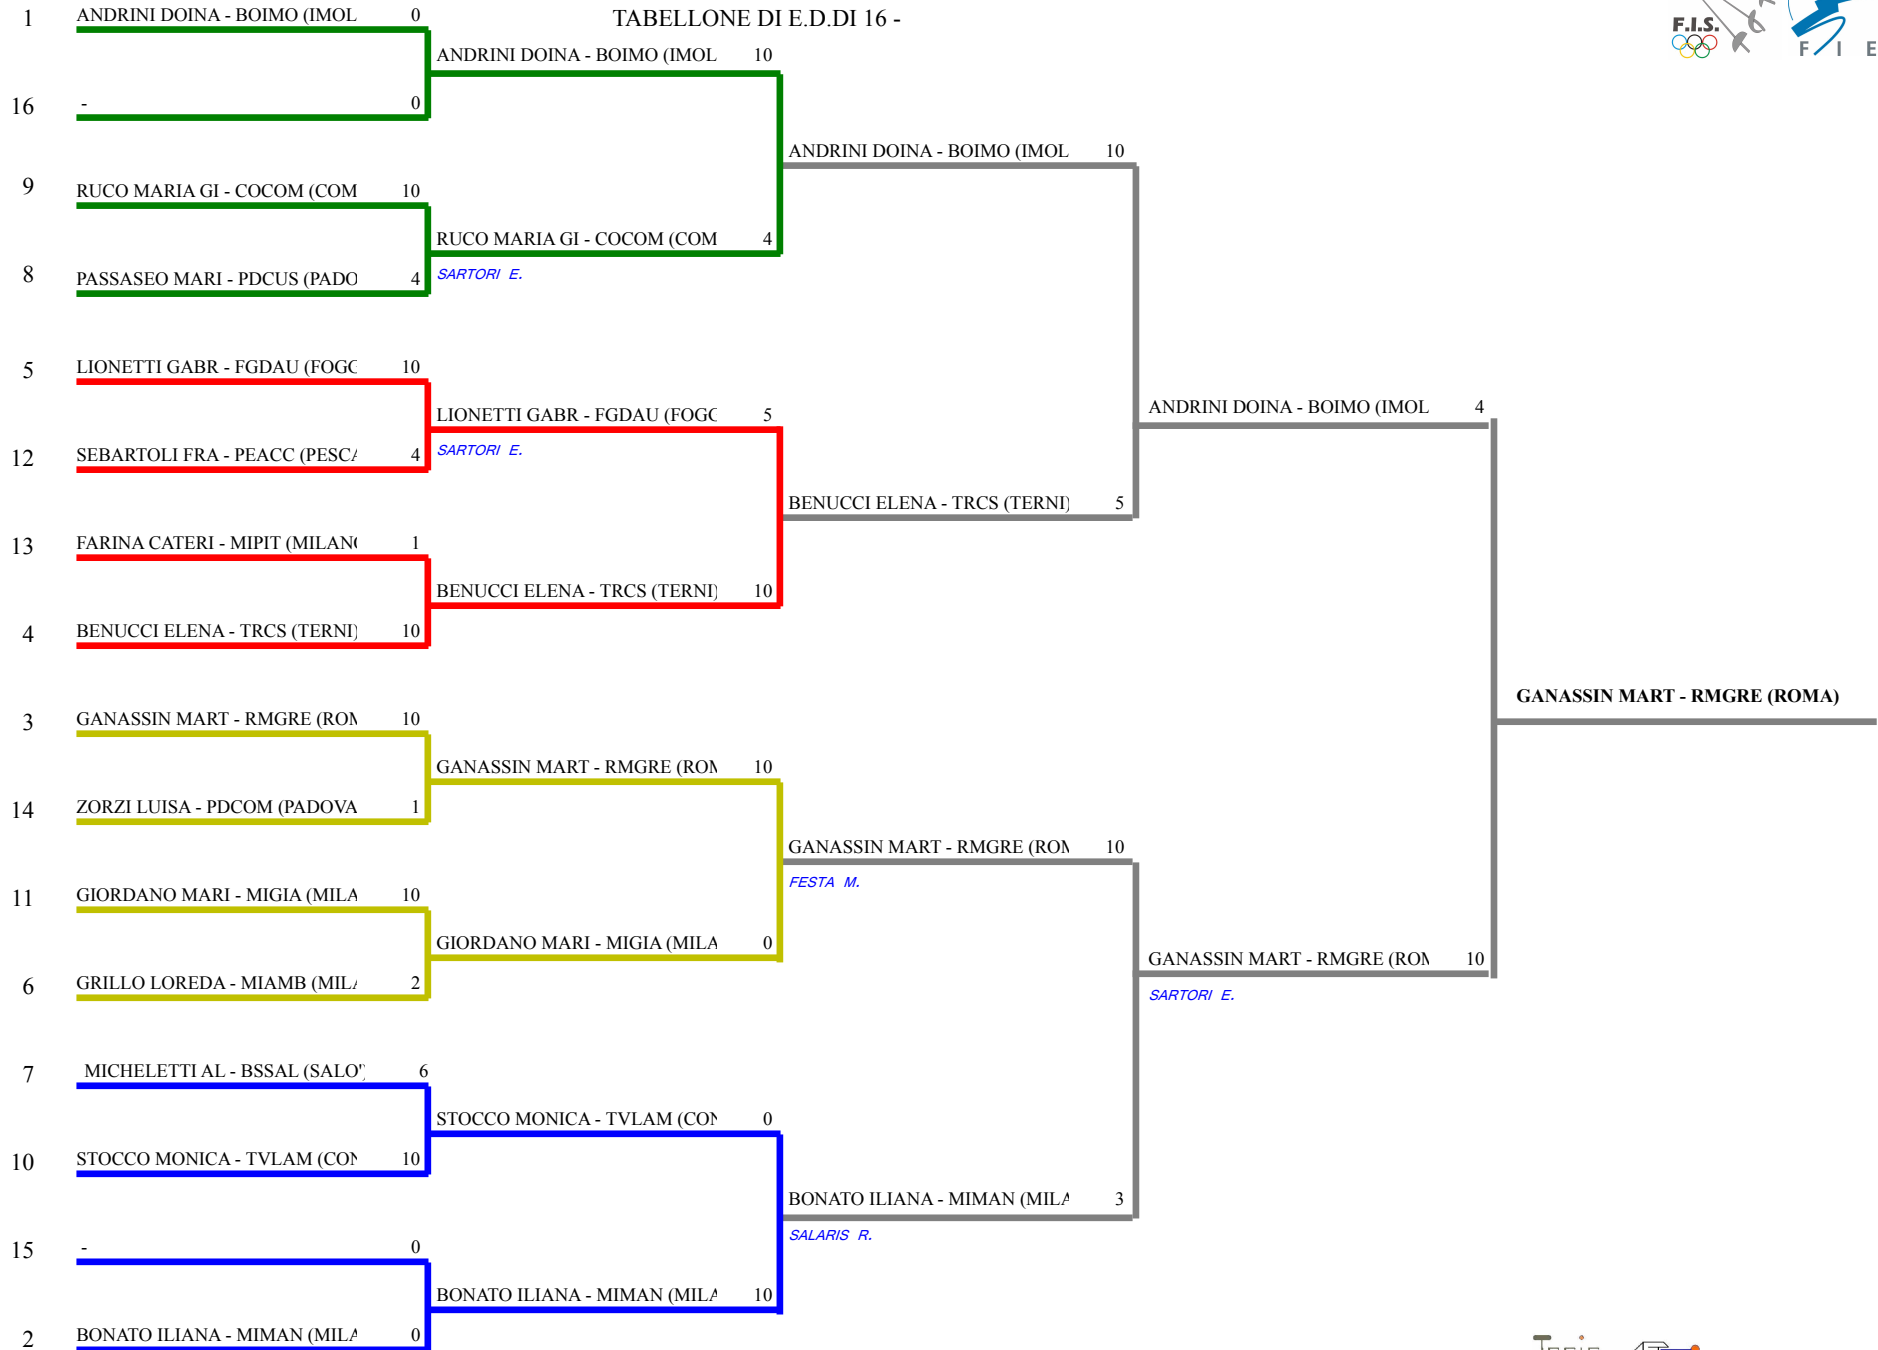 TABELLONE DI E.D.DI 16 -
F.I.S.
F I E
1 ANDRINI DOINA - BOIMO (IMOL 0
ANDRINI DOINA - BOIMO (IMOL 10
16 - 0
ANDRINI DOINA - BOIMO (IMOL 10
9 RUCO MARIA GI - COCOM (COM 10
RUCO MARIA GI - COCOM (COM 4
SARTORI E.
8 PASSASEO MARI - PDCUS (PADO 4
5 LIONETTI GABR - FGDAU (FOGG 10
LIONETTI GABR - FGDAU (FOGG 5
SARTORI E.
ANDRINI DOINA - BOIMO (IMOL 4
12 SEBARTOLI FRA - PEACC (PESCA 4
BENUCCI ELENA - TRCS (TERNI) 5
13 FARINA CATERI - MIPIT (MILANO 1
BENUCCI ELENA - TRCS (TERNI) 10
4 BENUCCI ELENA - TRCS (TERNI) 10
GANASSIN MART - RMGRE (ROMA)
3 GANASSIN MART - RMGRE (ROM 10
GANASSIN MART - RMGRE (ROM 10
14 ZORZI LUISA - PDCOM (PADOVA 1
GANASSIN MART - RMGRE (ROM 10
FESTA M.
11 GIORDANO MARI - MIGIA (MILA 10
GIORDANO MARI - MIGIA (MILA 0
GANASSIN MART - RMGRE (ROM 10
SARTORI E.
6 GRILLO LOREDA - MIAMB (MILA 2
7 MICHELETTI AL - BSSAL (SALO') 6
STOCCO MONICA - TVLAM (CON 0
10 STOCCO MONICA - TVLAM (CON 10
BONATO ILIANA - MIMAN (MILA 3
SALARIS R.
15 - 0
BONATO ILIANA - MIMAN (MILA 10
2 BONATO ILIANA - MIMAN (MILA 0